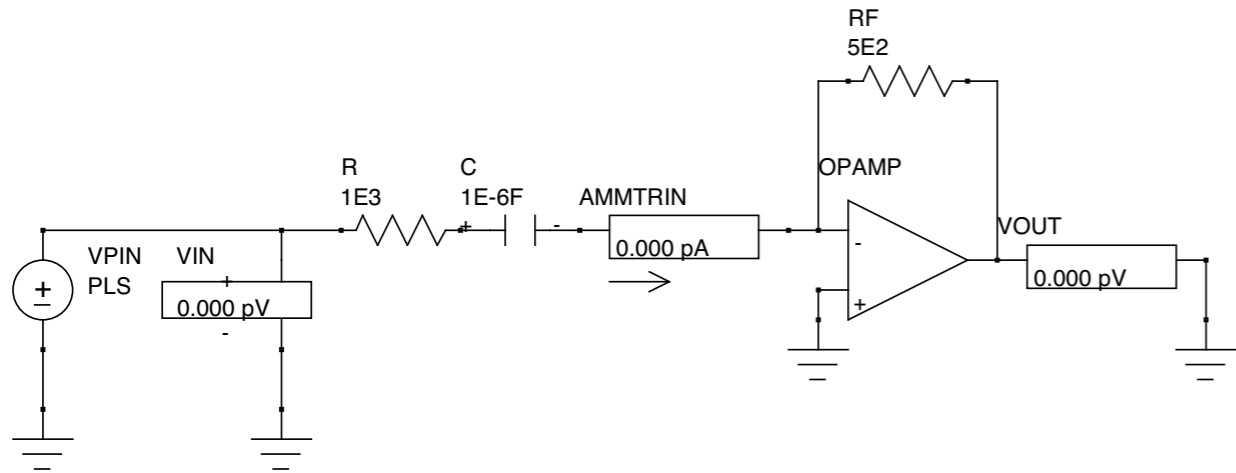 RF
5E2
R
1E3
C
1E-6F
+
-
AMMTRIN
0.000 pA
OPAMP
-
+
VOUT
0.000 pV
VPIN
PLS
+
-
VIN
+
0.000 pV
-